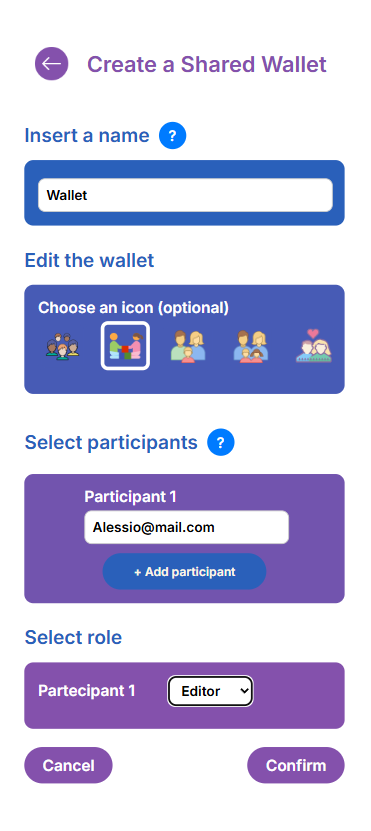 Create a Shared Wallet
Insert a name ?
Wallet
Edit the wallet
Choose an icon (optional)
Select participants ?
Participant 1
Alessio@mail.com
+ Add participant
Select role
Partecipant 1 Editor
Cancel Confirm